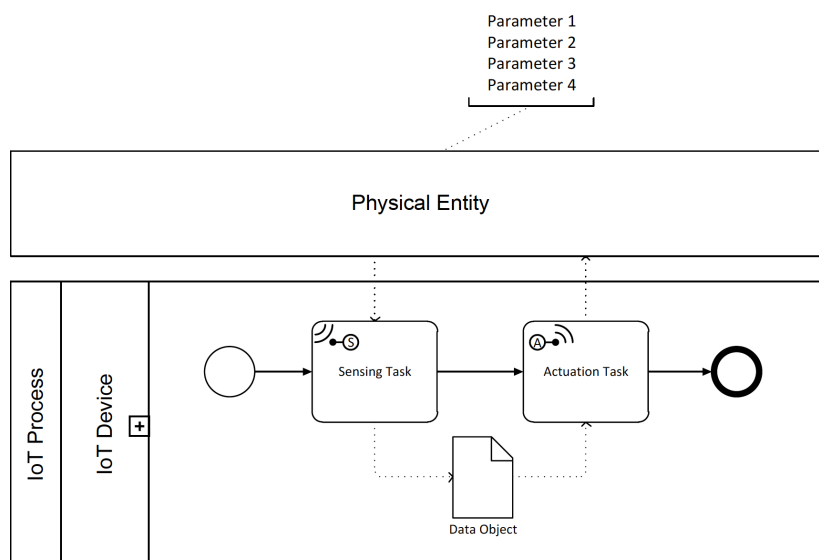 Parameter 1
Parameter 2
Parameter 3
Parameter 4
Physical Entity
IoT Process
IoT Device
+
S
Sensing Task
A
Actuation Task
Data Object